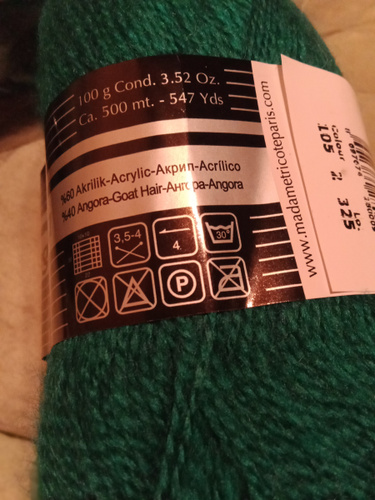 100 g Cond. 3.52 Oz.
Ca. 500 mt. - 547 Yds
%60 Akrilik-Acrylic-Акрил-Acrílico
%40 Angora-Goat Hair-Ангора-Angora
3,5-4
4
30
P
www.madametricoteparis.com
Colour
105
Lo
325